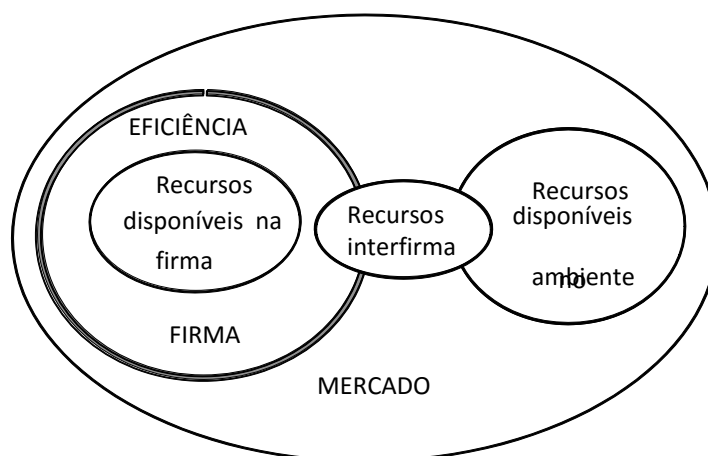 EFICIÊNCIA
Recursos
disponíveis na
firma
FIRMA
Recursos
interfirma
Recursos
disponíveis
no
ambiente
MERCADO